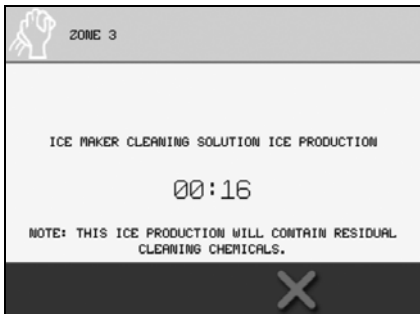 ZONE 3
ICE MAKER CLEANING SOLUTION ICE PRODUCTION
00:16
NOTE: THIS ICE PRODUCTION WILL CONTAIN RESIDUAL
CLEANING CHEMICALS.